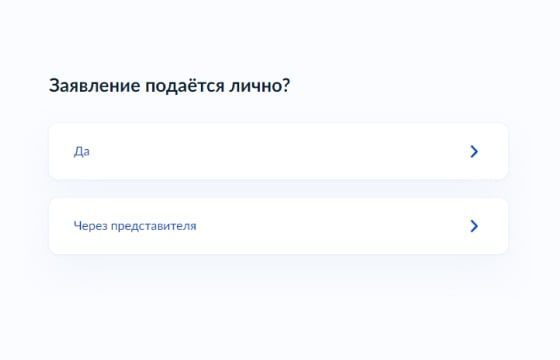 Заявление подаётся лично?
Да
Через представителя